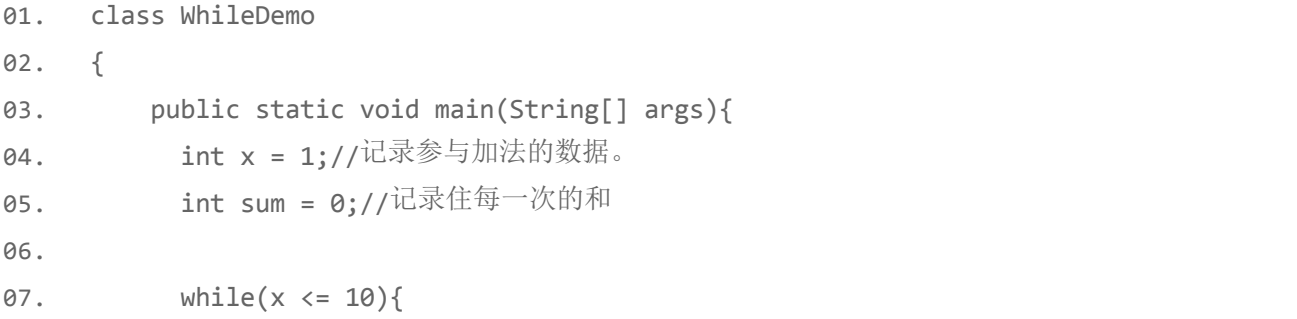 01. class WhileDemo
02. {
03. public static void main(String[] args){
04. int x = 1;//记录参与加法的数据。
05. int sum = 0;//记录住每一次的和
06.
07. while(x <= 10){